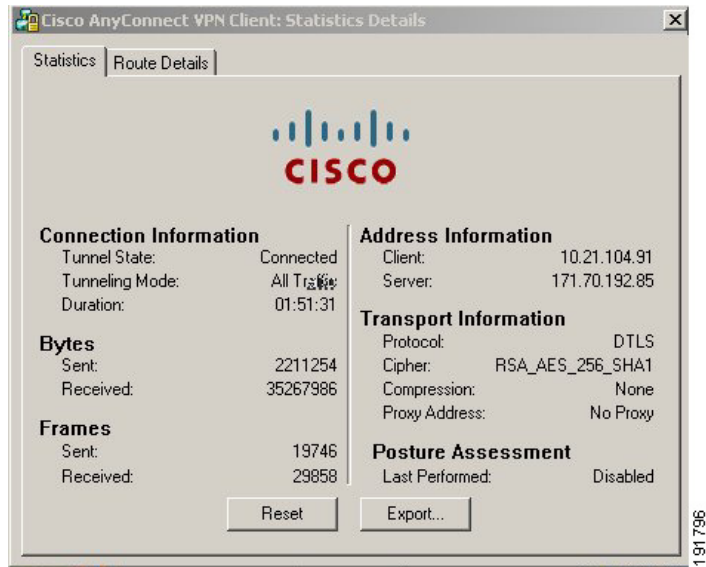 Cisco AnyConnect VPN Client: Statistics Details
Statistics
Route Details
CISCO
Connection Information
Tunnel State: Connected
Tunneling Mode: All Traffic
Duration: 01:51:31
Bytes
Sent: 2211254
Received: 35267986
Frames
Sent: 19746
Received: 29858
Address Information
Client: 10.21.104.91
Server: 171.70.192.85
Transport Information
Protocol: DTLS
Cipher: RSA_AES_256_SHA1
Compression: None
Proxy Address: No Proxy
Posture Assessment
Last Performed: Disabled
Reset
Export...
191796